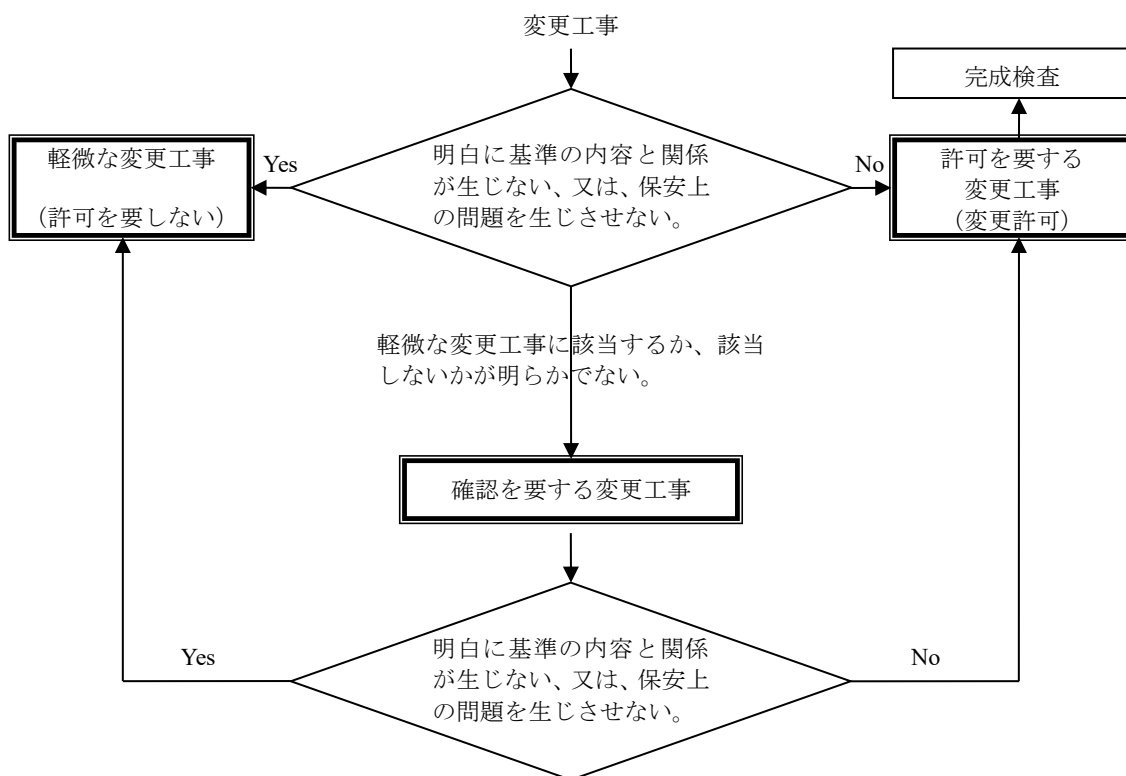 変更工事
完成検査
軽微な変更工事
（許可を要しない）
Yes
明白に基準の内容と関係
が生じない、又は、保安上
の問題を生じさせない。
No
許可を要する
変更工事
（変更許可）
軽微な変更工事に該当するか、該当
しないかが明らかでない。
確認を要する変更工事
Yes
明白に基準の内容と関係
が生じない、又は、保安上
の問題を生じさせない。
No